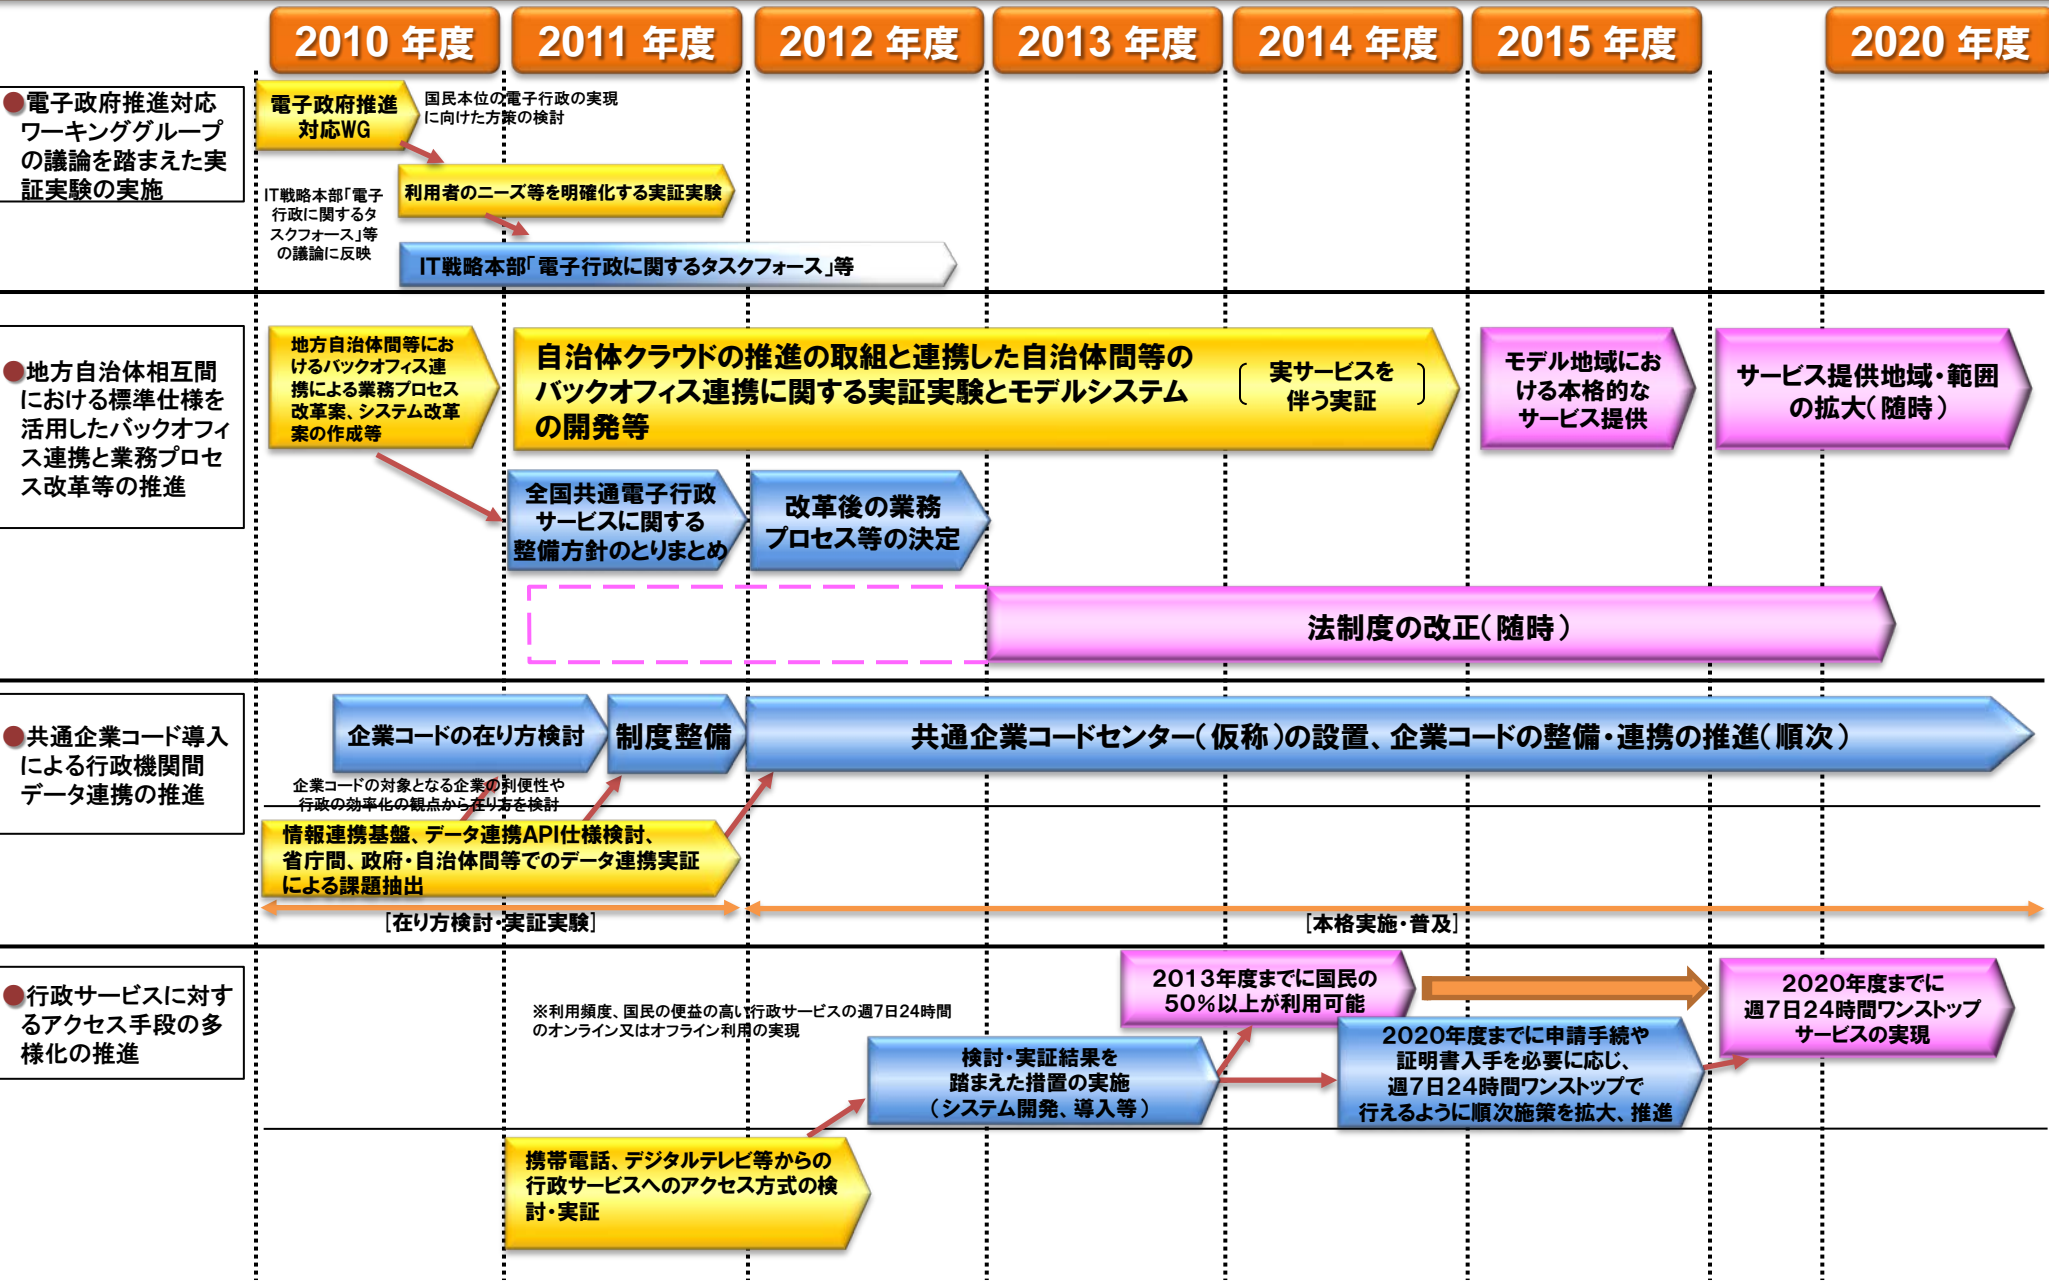 2010 年度
2011 年度
2012 年度
2013 年度
2014 年度
2015 年度
2020 年度
●電子政府推進対応
ワーキンググループ
の議論を踏まえた実
証実験の実施
電子政府推進
対応WG
国民本位の電子行政の実現
に向けた方策の検討
利用者のニーズ等を明確化する実証実験
IT戦略本部「電子
行政に関するタ
スクフォース」等
の議論に反映
IT戦略本部「電子行政に関するタスクフォース」等
●地方自治体相互間
における標準仕様を
活用したバックオフィ
ス連携と業務プロセ
ス改革等の推進
地方自治体間等にお
けるバックオフィス連
携による業務プロセス
改革案、システム改革
案の作成等
自治体クラウドの推進の取組と連携した自治体間等の
バックオフィス連携に関する実証実験とモデルシステム
の開発等
実サービスを
伴う実証
モデル地域にお
ける本格的な
サービス提供
サービス提供地域・範囲
の拡大(随時)
全国共通電子行政
サービスに関する
整備方針のとりまとめ
改革後の業務
プロセス等の決定
法制度の改正(随時)
●共通企業コード導入
による行政機関間
データ連携の推進
企業コードの在り方検討
制度整備
共通企業コードセンター(仮称)の設置、企業コードの整備・連携の推進(順次)
企業コードの対象となる企業の利便性や
行政の効率化の観点から在り方を検討
情報連携基盤、データ連携API仕様検討、
省庁間、政府・自治体間等でのデータ連携実証
による課題抽出
[在り方検討・実証実験]
[本格実施・普及]
●行政サービスに対す
るアクセス手段の多
様化の推進
※利用頻度、国民の便益の高い行政サービスの週7日24時間
のオンライン又はオフライン利用の実現
2013年度までに国民の
50%以上が利用可能
2020年度までに
週7日24時間ワンストップ
サービスの実現
検討・実証結果を
踏まえた措置の実施
(システム開発、導入等)
2020年度までに申請手続や
証明書入手を必要に応じ、
週7日24時間ワンストップで
行えるように順次施策を拡大、推進
携帯電話、デジタルテレビ等からの
行政サービスへのアクセス方式の検
討・実証